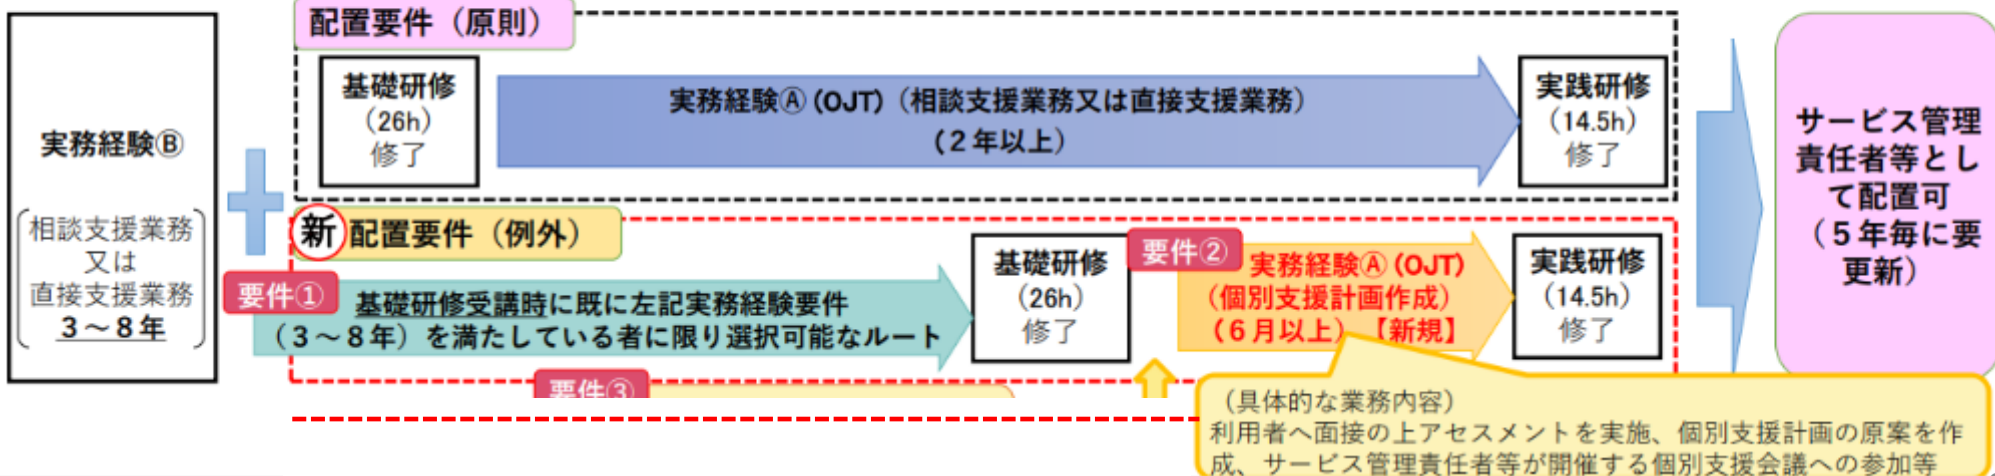 実務経験Ⓑ
相談支援業務
又は
直接支援業務
３～８年
配置要件（原則）
基礎研修
(26h)
修了
実務経験Ⓐ (OJT)（相談支援業務又は直接支援業務）
（２年以上）
実践研修
(14.5h)
修了
新 配置要件（例外）
要件①
基礎研修受講時に既に左記実務経験要件
（３～８年）を満たしている者に限り選択可能なルート
基礎研修
(26h)
修了
要件②
実務経験Ⓐ (OJT)
（個別支援計画作成）
（６月以上）【新規】
実践研修
(14.5h)
修了
要件③
（具体的な業務内容）
利用者へ面接の上アセスメントを実施、個別支援計画の原案を作
成、サービス管理責任者等が開催する個別支援会議への参加等
サービス管理
責任者等とし
て配置可
（５年毎に要
更新）